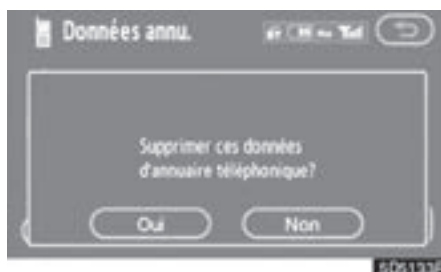 Données annu.
Supprimer ces données
d'annuaire téléphonique?
Oui
Non